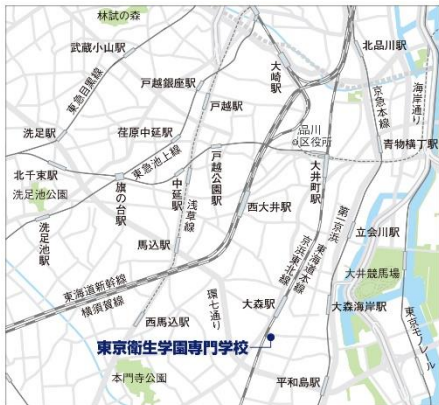 林試の森
武蔵小山駅
北品川駅
大崎駅
海岸通り
戸越銀座駅
東急目黒線
京急本線
戸越駅
品川
区役所
洗足駅
荏原中延駅
青物横丁駅
東急池上線
戸越公園駅
大井町駅
北千束駅
洗足池公園
旗の台駅
中延駅
浅草線
西大井駅
第一京浜
洗足池駅
立会川駅
馬込駅
東海道本線
京浜東北線
大井競馬場
東海道新幹線
横須賀線
環七通り
大森駅
大森海岸駅
東京モノレール
西馬込駅
東京衛生学園専門学校
本門寺公園
平和島駅